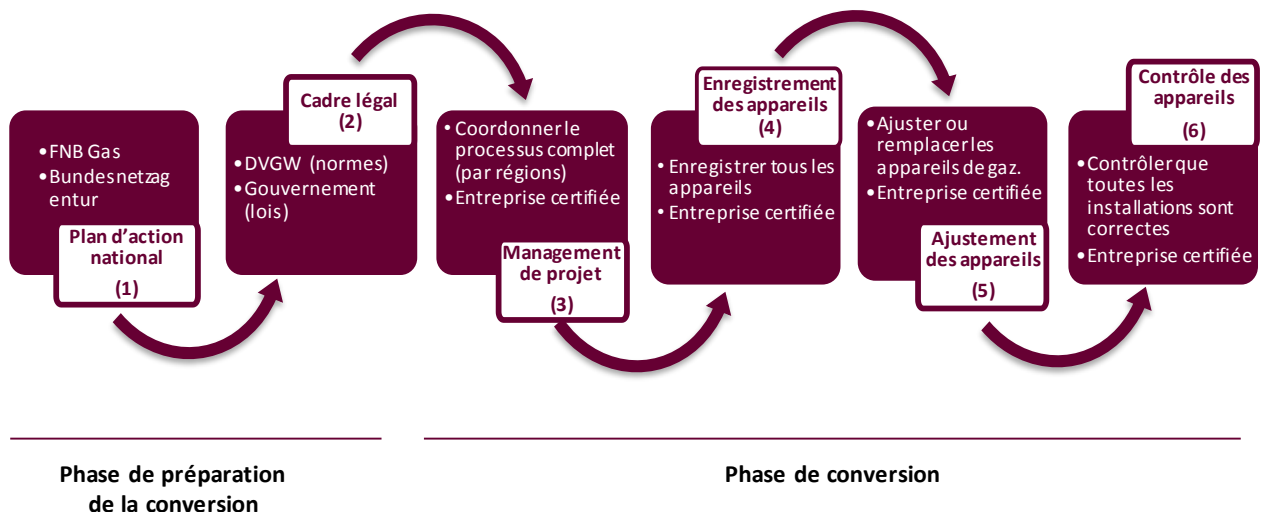 •FNB Gas
•Bundesnetzag
entur
Plan d’action
national
(1)
Cadre légal
(2)
•DVGW (normes)
•Gouvernement
(lois)
• Coordonner le
processus complet
(par régions)
•Entreprise certifiée
Management
de projet
(3)
Enregistrement
des appareils
(4)
• Enregistrer tous les
appareils
• Entreprise certifiée
•Ajuster ou
remplacer les
appareils de gaz.
•Entreprise certifiée
Ajustement
des appareils
(5)
Contrôle des
appareils
(6)
•Contrôler que
toutes les
installations sont
correctes
•Entreprise certifiée
Phase de préparation
de la conversion
Phase de conversion